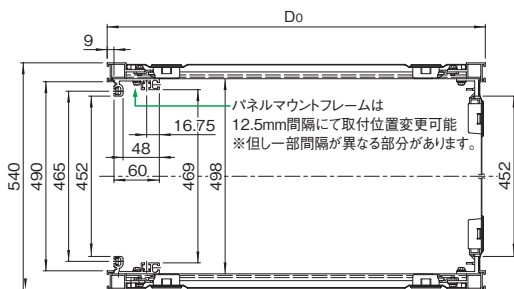 D0
9
パネルマウントフレームは
12.5mm間隔にて取付位置変更可能
※但し一部間隔が異なる部分があります。
16.75
48
60
540
490
465
452
469
498
452